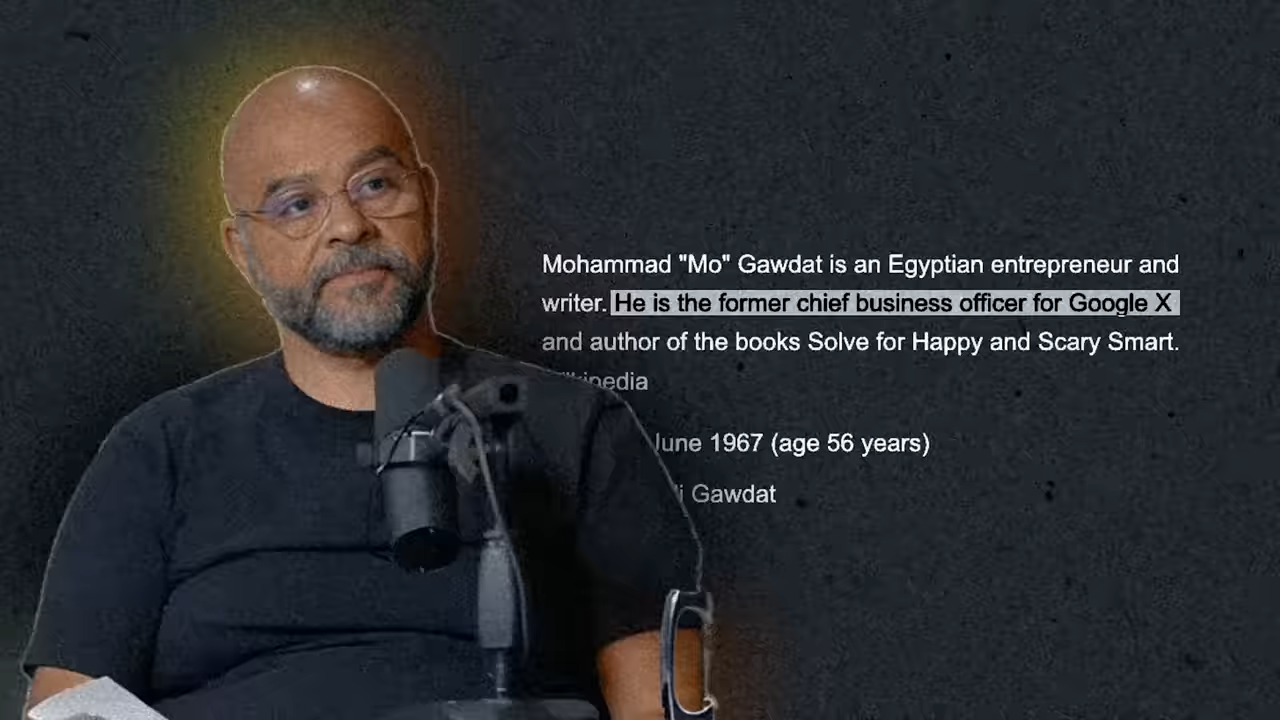 Mohammad "Mo" Gawdat is an Egyptian entrepreneur and
writer. He is the former chief business officer for Google X
and author of the books Solve for Happy and Scary Smart.
Wikipedia
June 1967 (age 56 years)
Gawdat